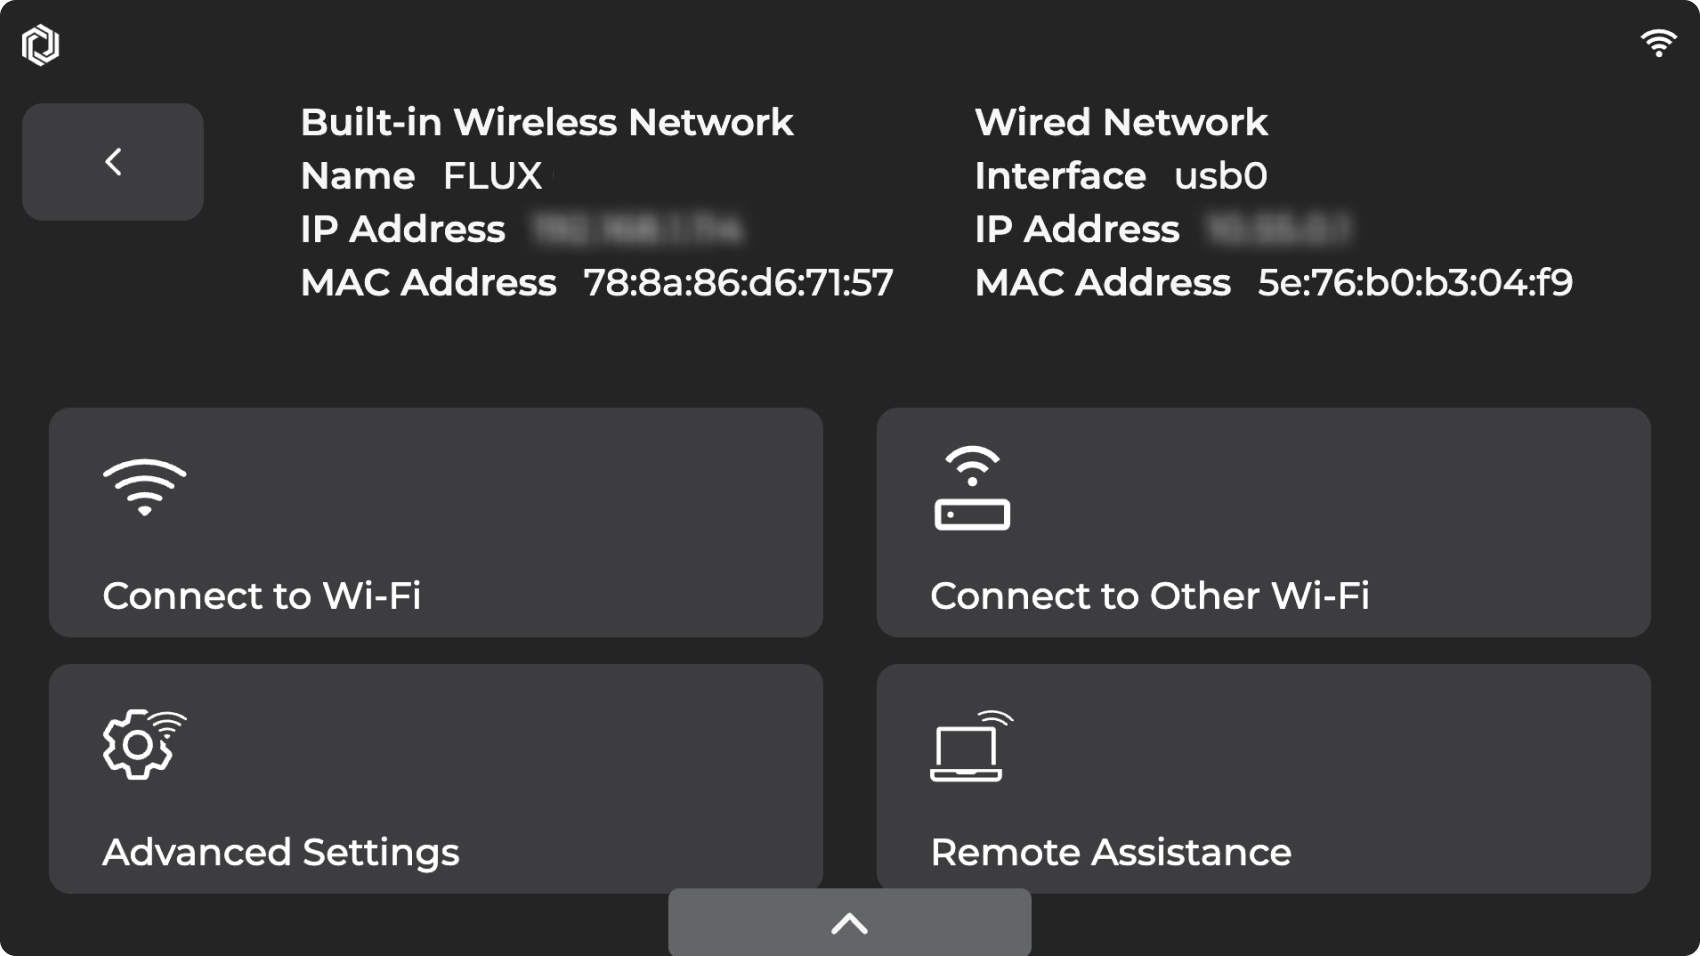 Built-in Wireless Network
Name FLUX
IP Address
MAC Address 78:8a:86:d6:71:57
Wired Network
Interface usb0
IP Address
MAC Address 5e:76:b0:b3:04:f9
Connect to Wi-Fi
Connect to Other Wi-Fi
Advanced Settings
Remote Assistance